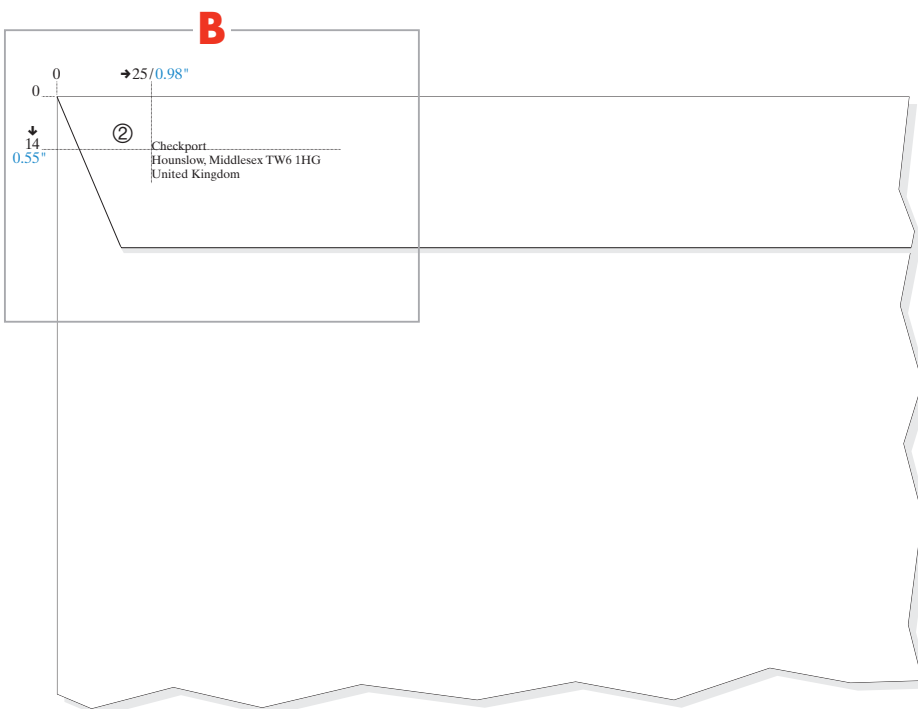 B
0 →25/0.98"
0
②
↓
14
0.55"
Checkport
Hounslow, Middlesex TW6 1HG
United Kingdom